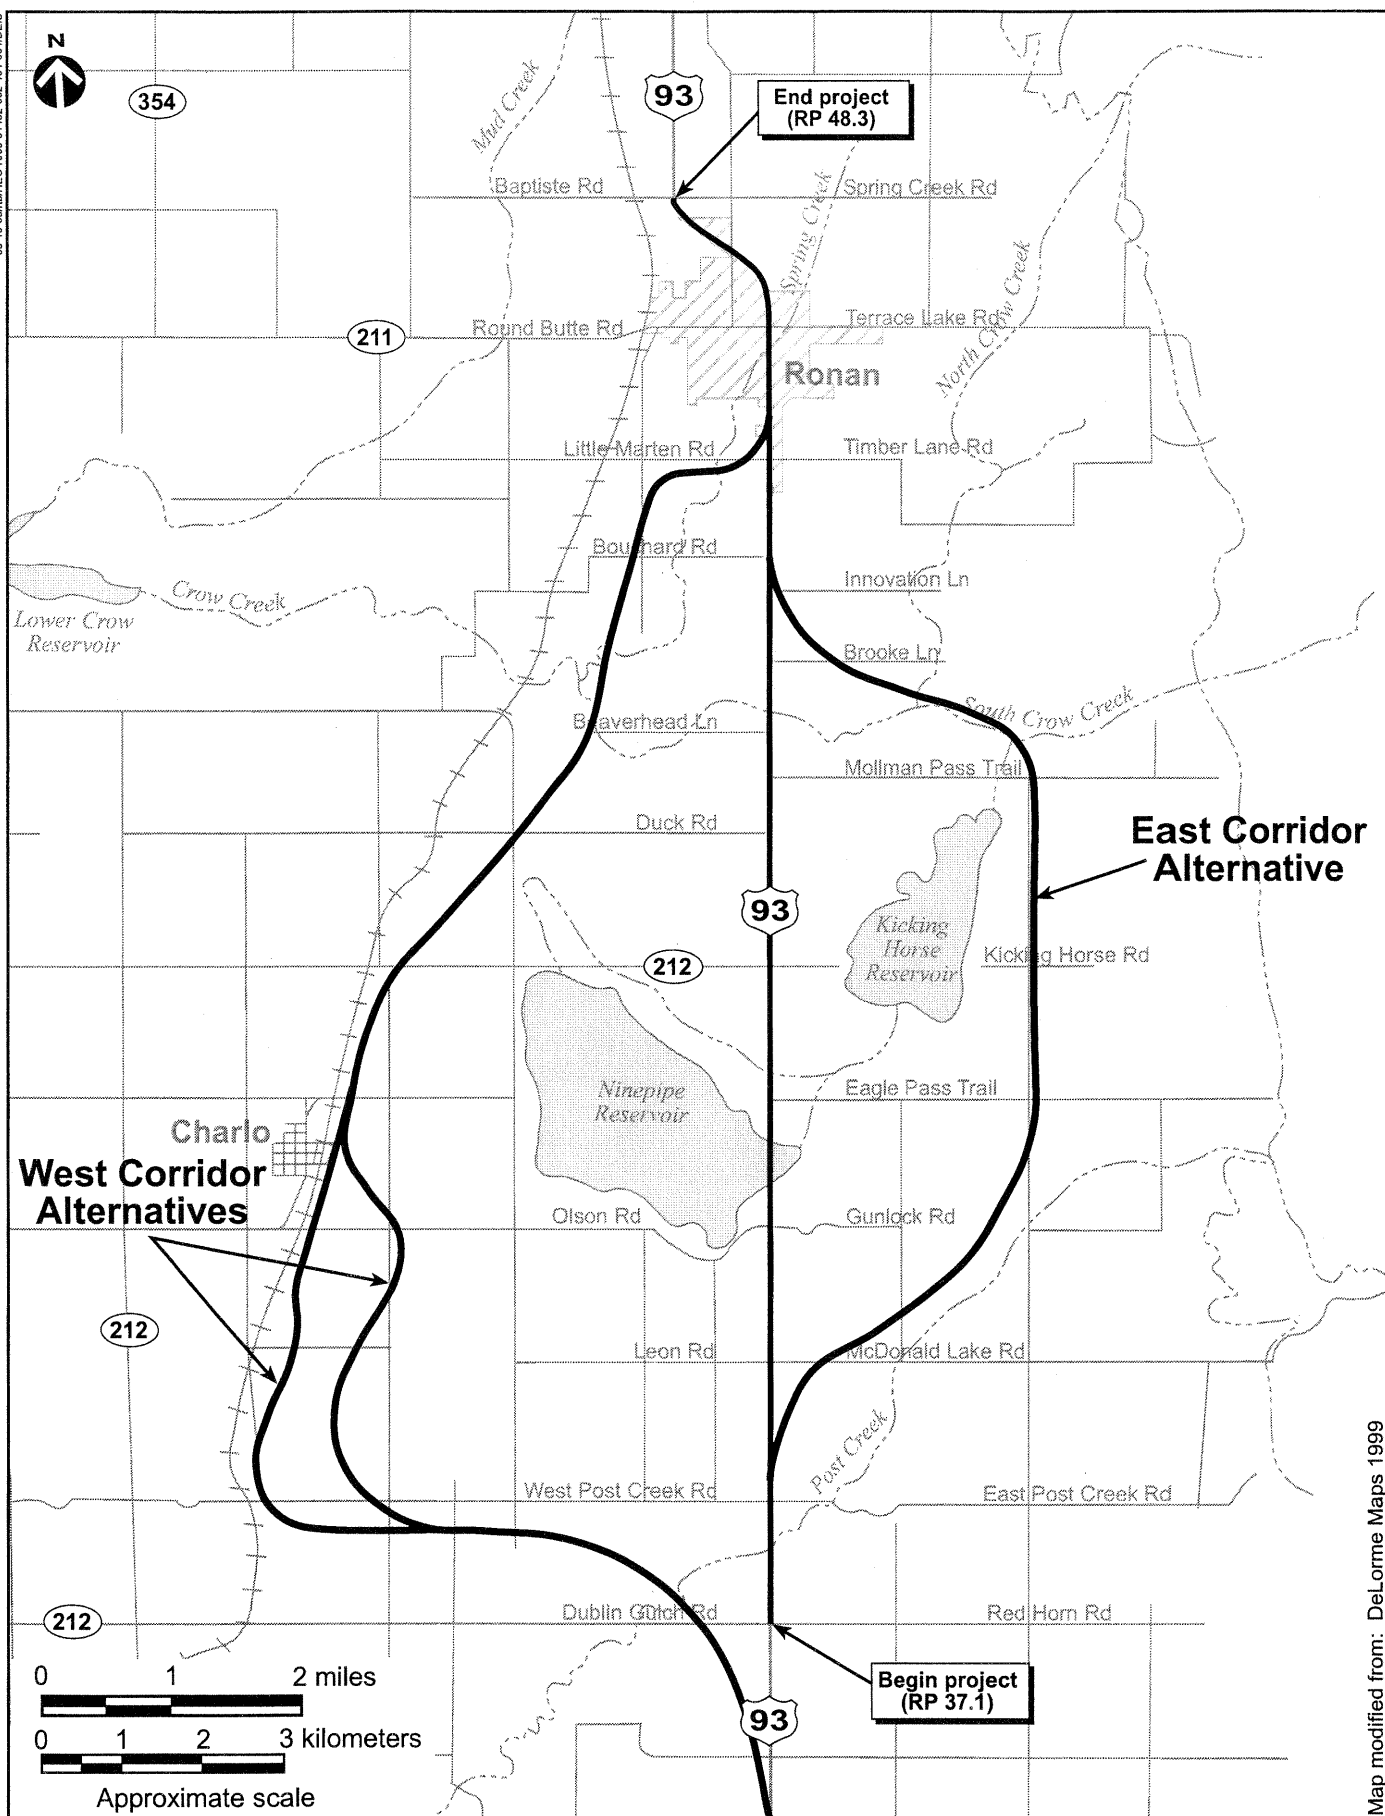 N
354
93
End project
(RP 48.3)
Mud Creek
Baptiste Rd
Spring Creek Rd
Spring Creek
North Crow Creek
211
Round Butte Rd
Terrace Lake Rd
Ronan
Little Marten Rd
Timber Lane Rd
Bouchard Rd
Innovation Ln
Crow Creek
Lower Crow
Reservoir
Brooke Ln
South Crow Creek
Beaverhead Ln
Mollman Pass Trail
Duck Rd
East Corridor
Alternative
93
Kicking
Horse
Reservoir
212
Kicking Horse Rd
Ninepipe
Reservoir
Eagle Pass Trail
Charlo
West Corridor
Alternatives
Olson Rd
Gunlock Rd
212
Leon Rd
McDonald Lake Rd
Post Creek
West Post Creek Rd
East Post Creek Rd
212
Dublin Gulch Rd
Red Horn Rd
Begin project
(RP 37.1)
93
0 1 2 miles
0 1 2 3 kilometers
Approximate scale
Map modified from: DeLorme Maps 1999